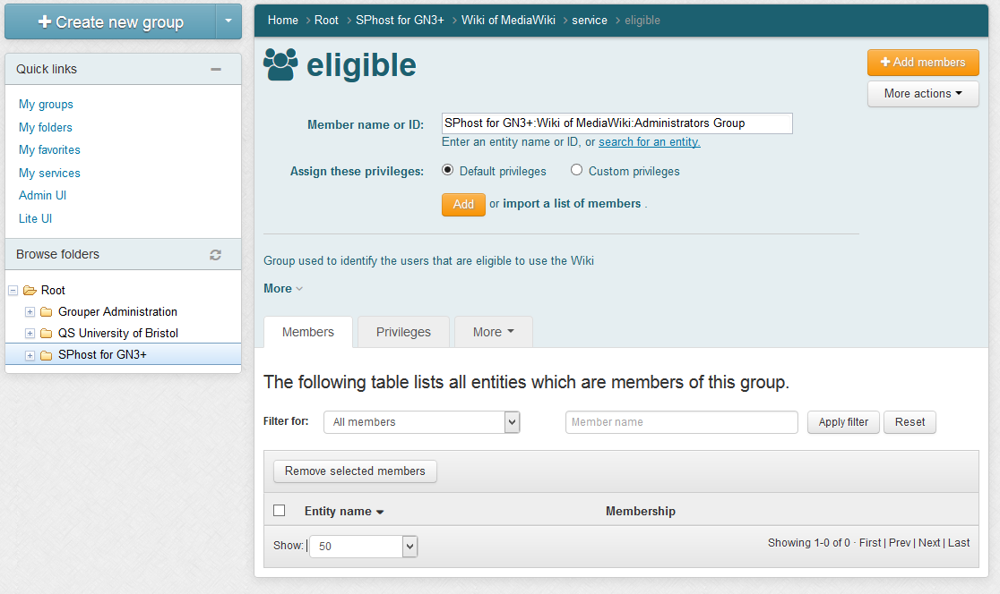 Create new group
Quick links
My groups
My folders
My favorites
My services
Admin UI
Lite UI
Browse folders
Root
Grouper Administration
QS University of Bristol
SPhost for GN3+
Home > Root > SPhost for GN3+ > Wiki of MediaWiki > service > eligible
eligible
Add members
More actions
Member name or ID: SPhost for GN3+:Wiki of MediaWiki:Administrators Group
Enter an entity name or ID, or search for an entity.
Assign these privileges: Default privileges Custom privileges
Add or import a list of members .
Group used to identify the users that are eligible to use the Wiki
More
Members Privileges More
The following table lists all entities which are members of this group.
Filter for: All members Member name Apply filter Reset
Remove selected members
Entity name Membership
Show: 50 Showing 1-0 of 0 · First | Prev | Next | Last